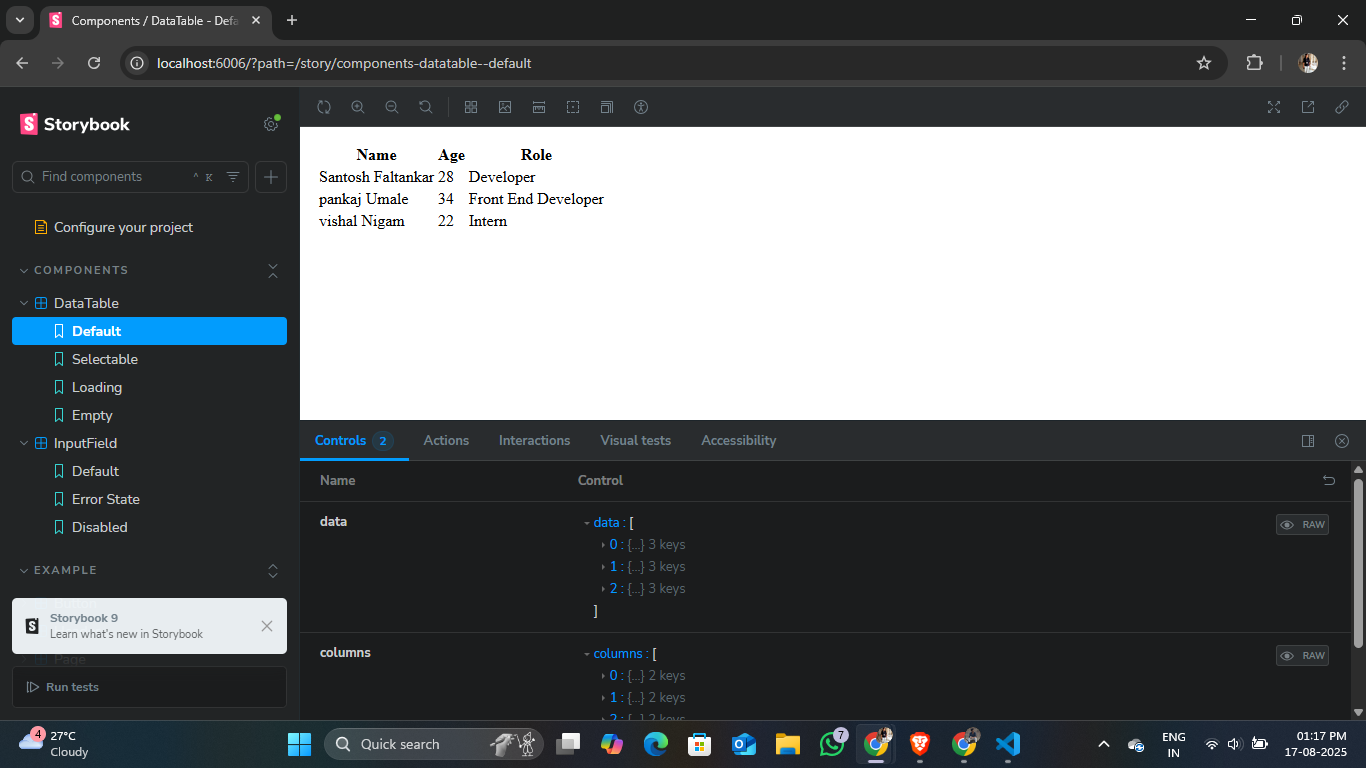 Components / DataTable - Defa
localhost:6006/?path=/story/components-datatable--default
Storybook
Find components
^ K
Configure your project
COMPONENTS
DataTable
Default
Selectable
Loading
Empty
InputField
Default
Error State
Disabled
EXAMPLE
Storybook 9
Learn what's new in Storybook
Page
Run tests
Name Age Role
Santosh Faltankar 28 Developer
pankaj Umale 34 Front End Developer
vishal Nigam 22 Intern
Controls 2 Actions Interactions Visual tests Accessibility
Name Control
data
data : [
0 : {...} 3 keys
1 : {...} 3 keys
2 : {...} 3 keys
]
RAW
columns
columns : [
0 : {...} 2 keys
1 : {...} 2 keys
2 : {...} 2 keys
RAW
4
27°C
Cloudy
Quick search
7
ENG
IN
01:17 PM
17-08-2025